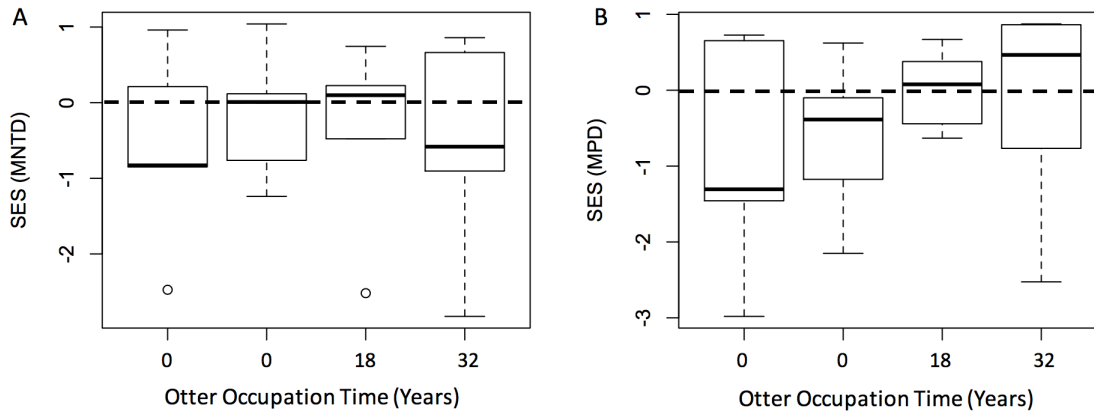 A
SES (MNTD)
1
0
-1
-2
0 0 18 32
Otter Occupation Time (Years)
B
SES (MPD)
1
0
-1
-2
-3
0 0 18 32
Otter Occupation Time (Years)